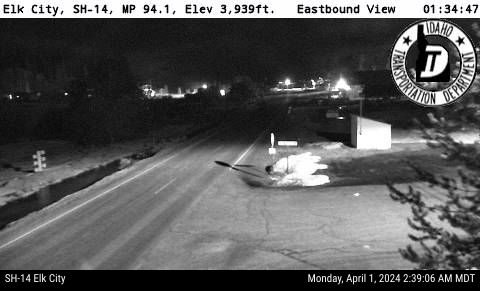 Elk City, SH-14, MP 94.1, Elev 3,939ft. Eastbound View 01:34:47
IDAHO
TRANSPORTATION DEPARTMENT
SH-14 Elk City Monday, April 1, 2024 2:39:06 AM MDT